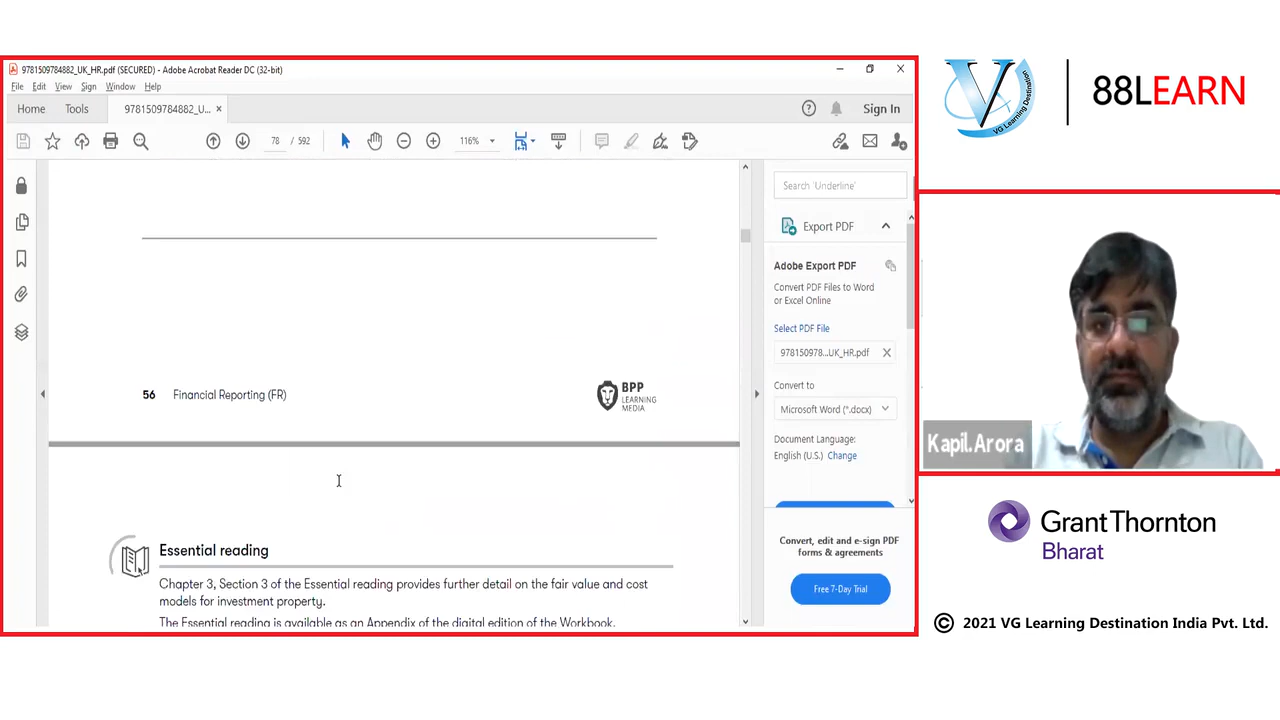 9781509784882_UK_HR.pdf (SECURED) - Adobe Acrobat Reader DC (32-bit)
File Edit View Sign Window Help
Home Tools 9781509784882_U... ×
Sign In
78 / 592 116%
Search 'Underline'
Export PDF
Adobe Export PDF
Convert PDF Files to Word
or Excel Online
Select PDF File
978150978...UK_HR.pdf
Convert to
Microsoft Word (*.docx)
Document Language:
English (U.S.) Change
Convert, edit and e-sign PDF
forms & agreements
Free 7-Day Trial
56 Financial Reporting (FR)
BPP
LEARNING
MEDIA
Essential reading
Chapter 3, Section 3 of the Essential reading provides further detail on the fair value and cost
models for investment property.
The Essential reading is available as an Appendix of the digital edition of the Workbook.
V
VG Learning Destination
88LEARN
Kapil.Arora
Grant Thornton
Bharat
© 2021 VG Learning Destination India Pvt. Ltd.